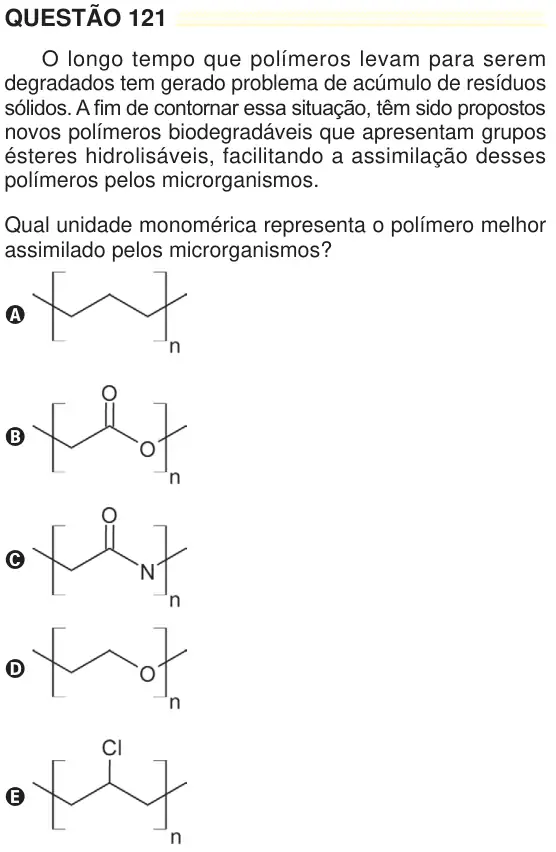 QUESTÃO 121
O longo tempo que polímeros levam para serem
degradados tem gerado problema de acúmulo de resíduos
sólidos. A fim de contornar essa situação, têm sido propostos
novos polímeros biodegradáveis que apresentam grupos
ésteres hidrolisáveis, facilitando a assimilação desses
polímeros pelos microrganismos.
Qual unidade monomérica representa o polímero melhor
assimilado pelos microrganismos?
A
n
O
B
O
n
O
C
N
n
D
O
n
Cl
E
n